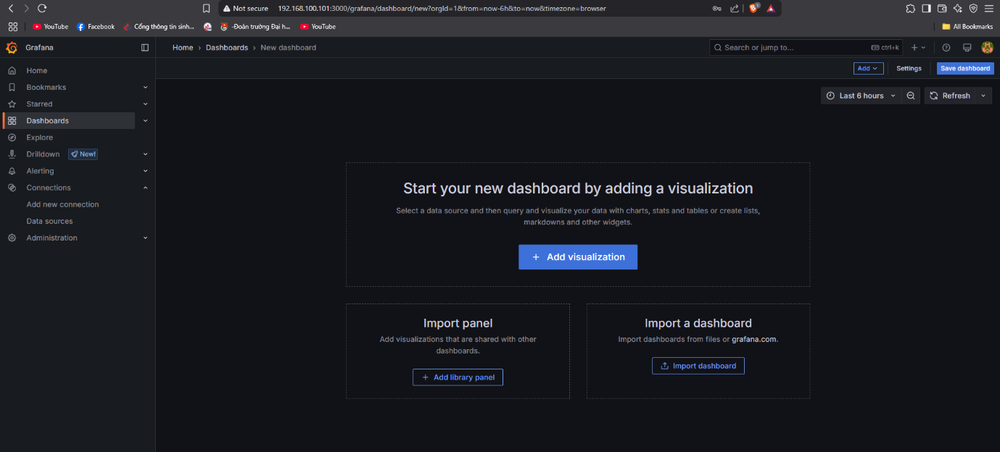 Not secure 192.168.100.101:3000/grafana/dashboard/new?orgId=1&from=now-6h&to=now&timezone=browser
YouTube Facebook Cổng thông tin sinh... -Đoàn trường Đại h... YouTube All Bookmarks
Grafana Home › Dashboards › New dashboard Search or jump to... ctrl+k
Add Settings Save dashboard
Home
Bookmarks
Starred
Dashboards
Explore
Drilldown New!
Alerting
Connections
Add new connection
Data sources
Administration
Last 6 hours Refresh
Start your new dashboard by adding a visualization
Select a data source and then query and visualize your data with charts, stats and tables or create lists,
markdowns and other widgets.
+ Add visualization
Import panel
Add visualizations that are shared with other
dashboards.
+ Add library panel
Import a dashboard
Import dashboards from files or grafana.com.
Import dashboard